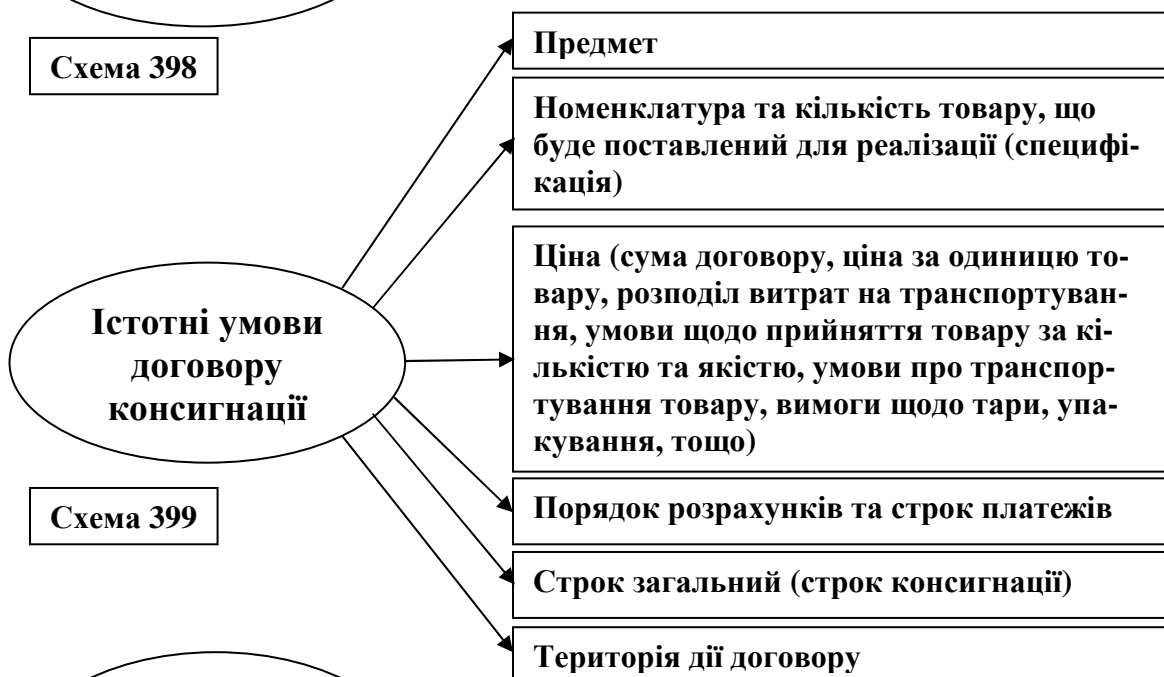 Схема 398
Предмет
Номенклатура та кількість товару, що
буде поставлений для реалізації (специфі-
кація)
Істотні умови
договору
консигнації
Ціна (сума договору, ціна за одиницю то-
вару, розподіл витрат на транспортуван-
ня, умови щодо прийняття товару за кі-
лькістю та якістю, умови про транспор-
тування товару, вимоги щодо тари, упа-
кування, тощо)
Порядок розрахунків та строк платежів
Строк загальний (строк консигнації)
Територія дії договору
Схема 399